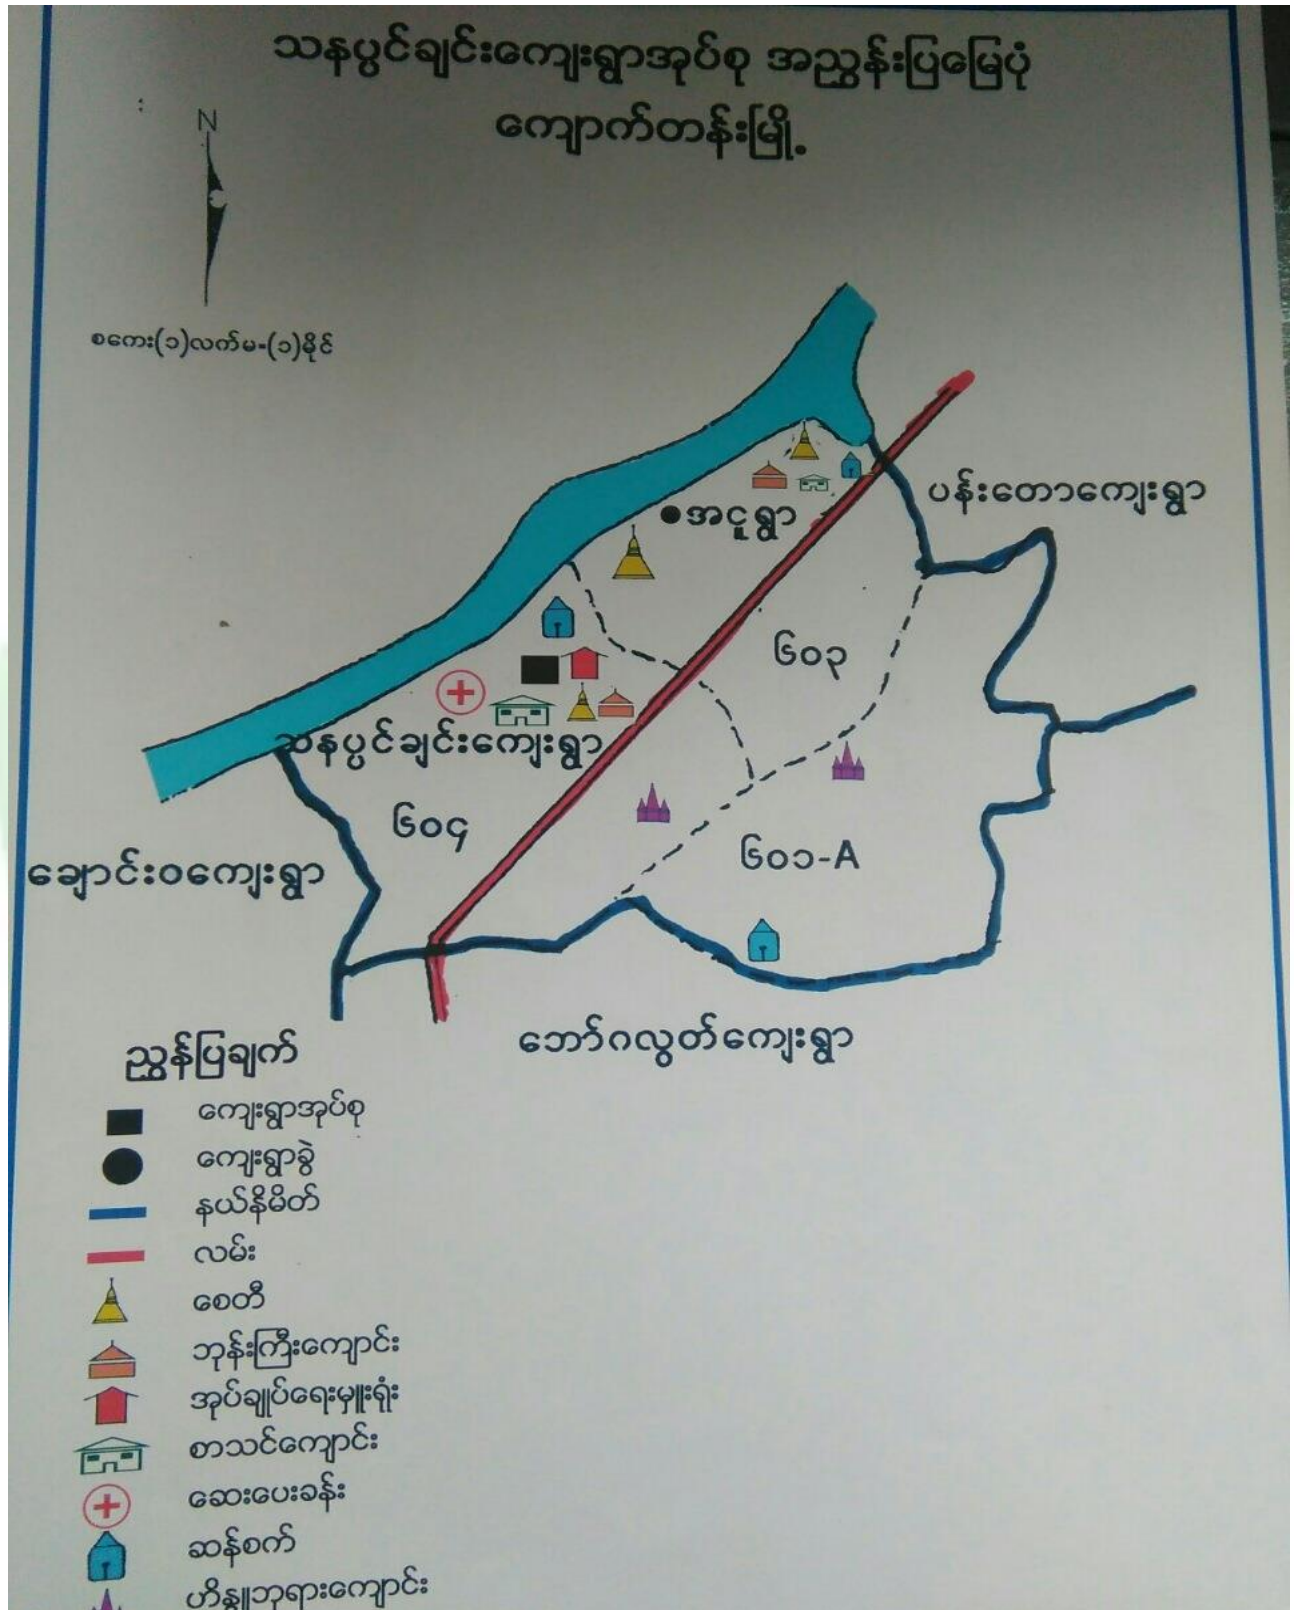 သနပ္ပင်ချင်းကျေးရွာအုပ်စု အညွှန်းပြမြေပုံ
ကျောက်တန်းမြို့.
N
စကေး(၁)လက်မ-(၁)မိုင်
ပန်းတောကျေးရွာ
အငူရွာ
၆၀၃
သနပ္ပင်ချင်းကျေးရွာ
၆၀၄
၆၀၁-A
ချောင်းဝကျေးရွာ
ဘော်ဂလွတ်ကျေးရွာ
ညွှန်ပြချက်
ကျေးရွာအုပ်စု
ကျေးရွာခွဲ
နယ်နိမိတ်
လမ်း
စေတီ
ဘုန်းကြီးကျောင်း
အုပ်ချုပ်ရေးမှူးရုံး
စာသင်ကျောင်း
ဆေးပေးခန်း
ဆန်စက်
ဟိန္ဒူဘုရားကျောင်း